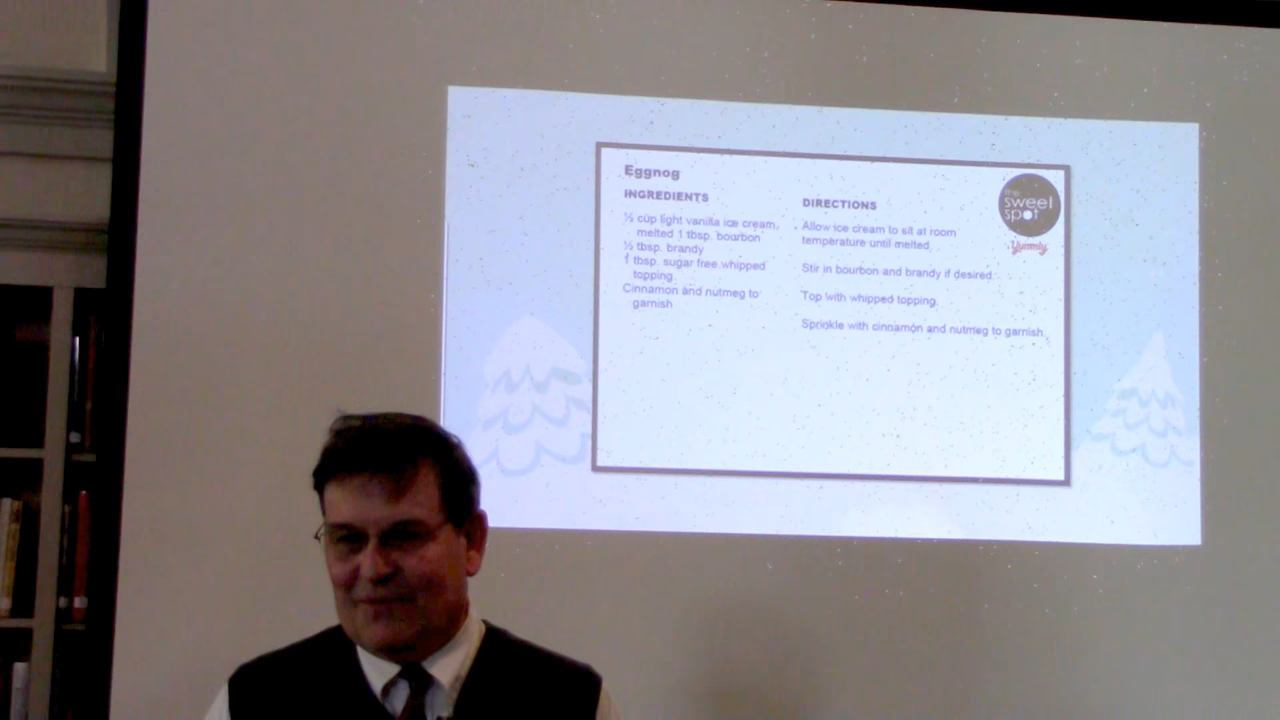 Eggnog
INGREDIENTS
½ cup light vanilla ice cream,
melted 1 tbsp. bourbon
½ tbsp. brandy
1 tbsp. sugar free whipped
topping
Cinnamon and nutmeg to
garnish
DIRECTIONS
Allow ice cream to sit at room
temperature until melted.
Stir in bourbon and brandy if desired.
Top with whipped topping.
Sprinkle with cinnamon and nutmeg to garnish.
the
sweet
spot
Yummly